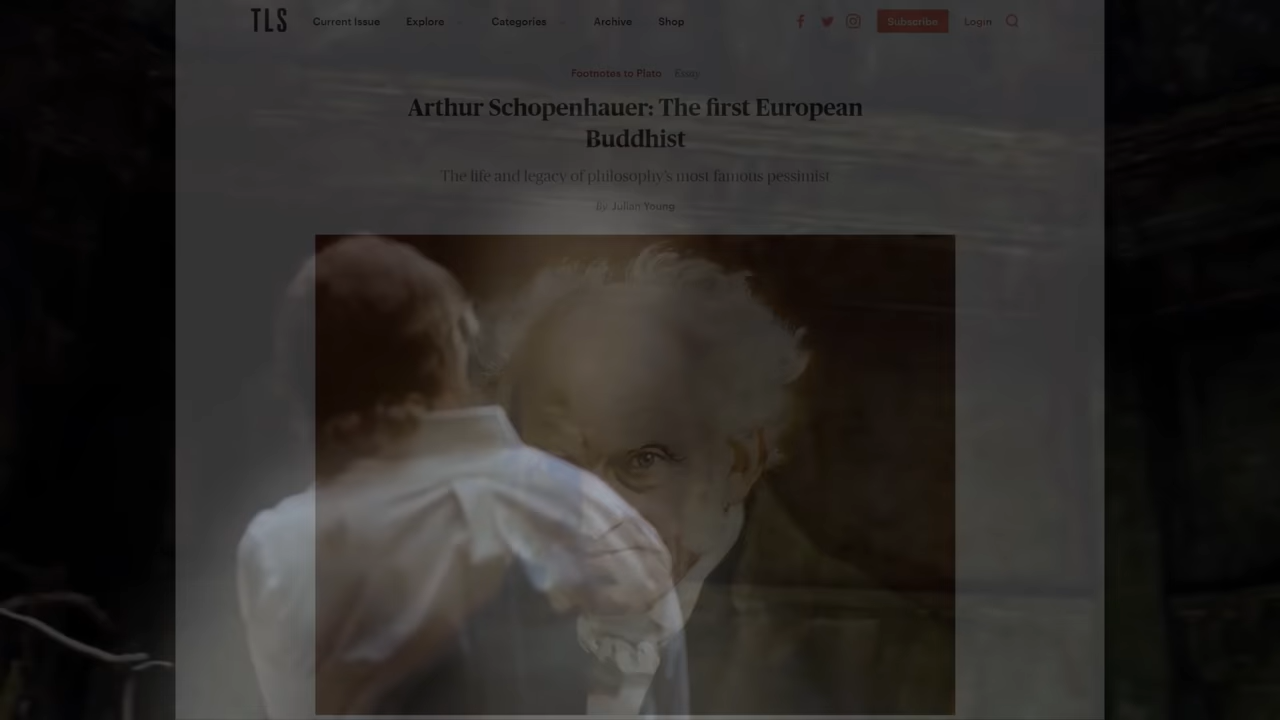 TLS Current Issue Explore Categories Archive Shop Subscribe Login
Footnotes to Plato Essay
Arthur Schopenhauer: The first European
Buddhist
The life and legacy of philosophy's most famous pessimist
By Julian Young